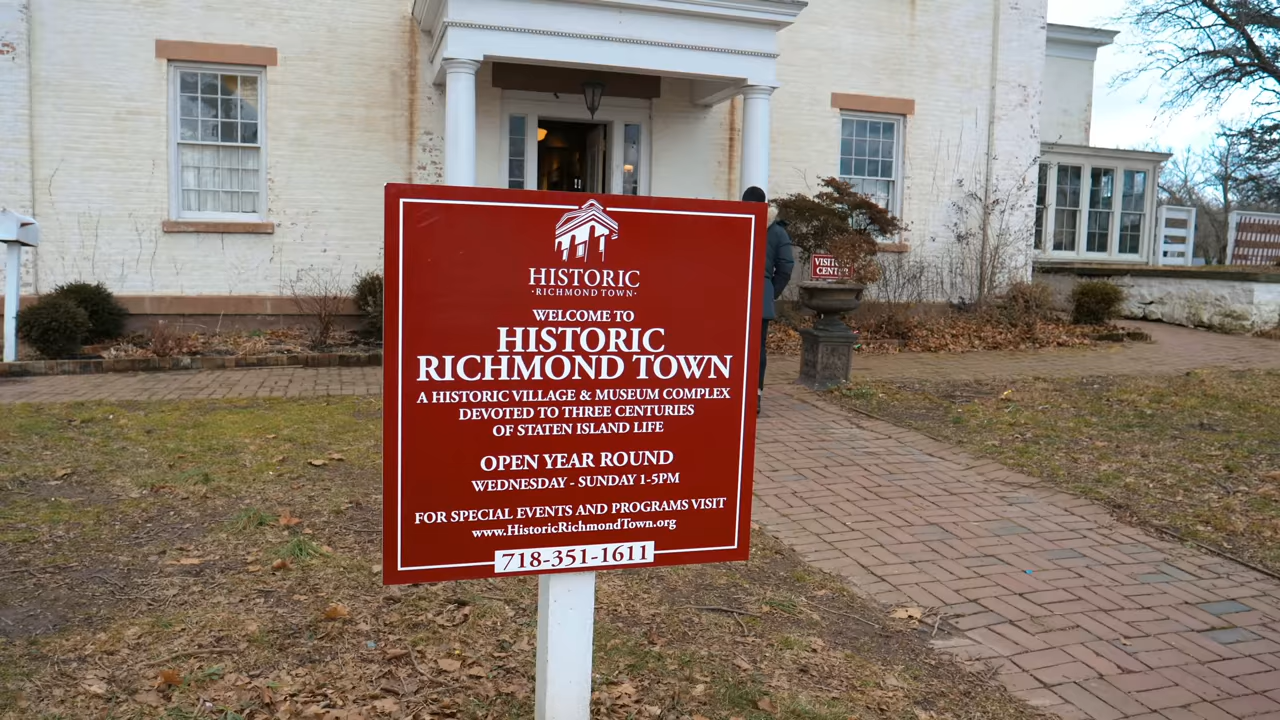 HISTORIC
·RICHMOND TOWN·
WELCOME TO
HISTORIC
RICHMOND TOWN
A HISTORIC VILLAGE & MUSEUM COMPLEX
DEVOTED TO THREE CENTURIES
OF STATEN ISLAND LIFE
OPEN YEAR ROUND
WEDNESDAY - SUNDAY 1-5PM
FOR SPECIAL EVENTS AND PROGRAMS VISIT
www.HistoricRichmondTown.org
718-351-1611
VISITOR
CENTER